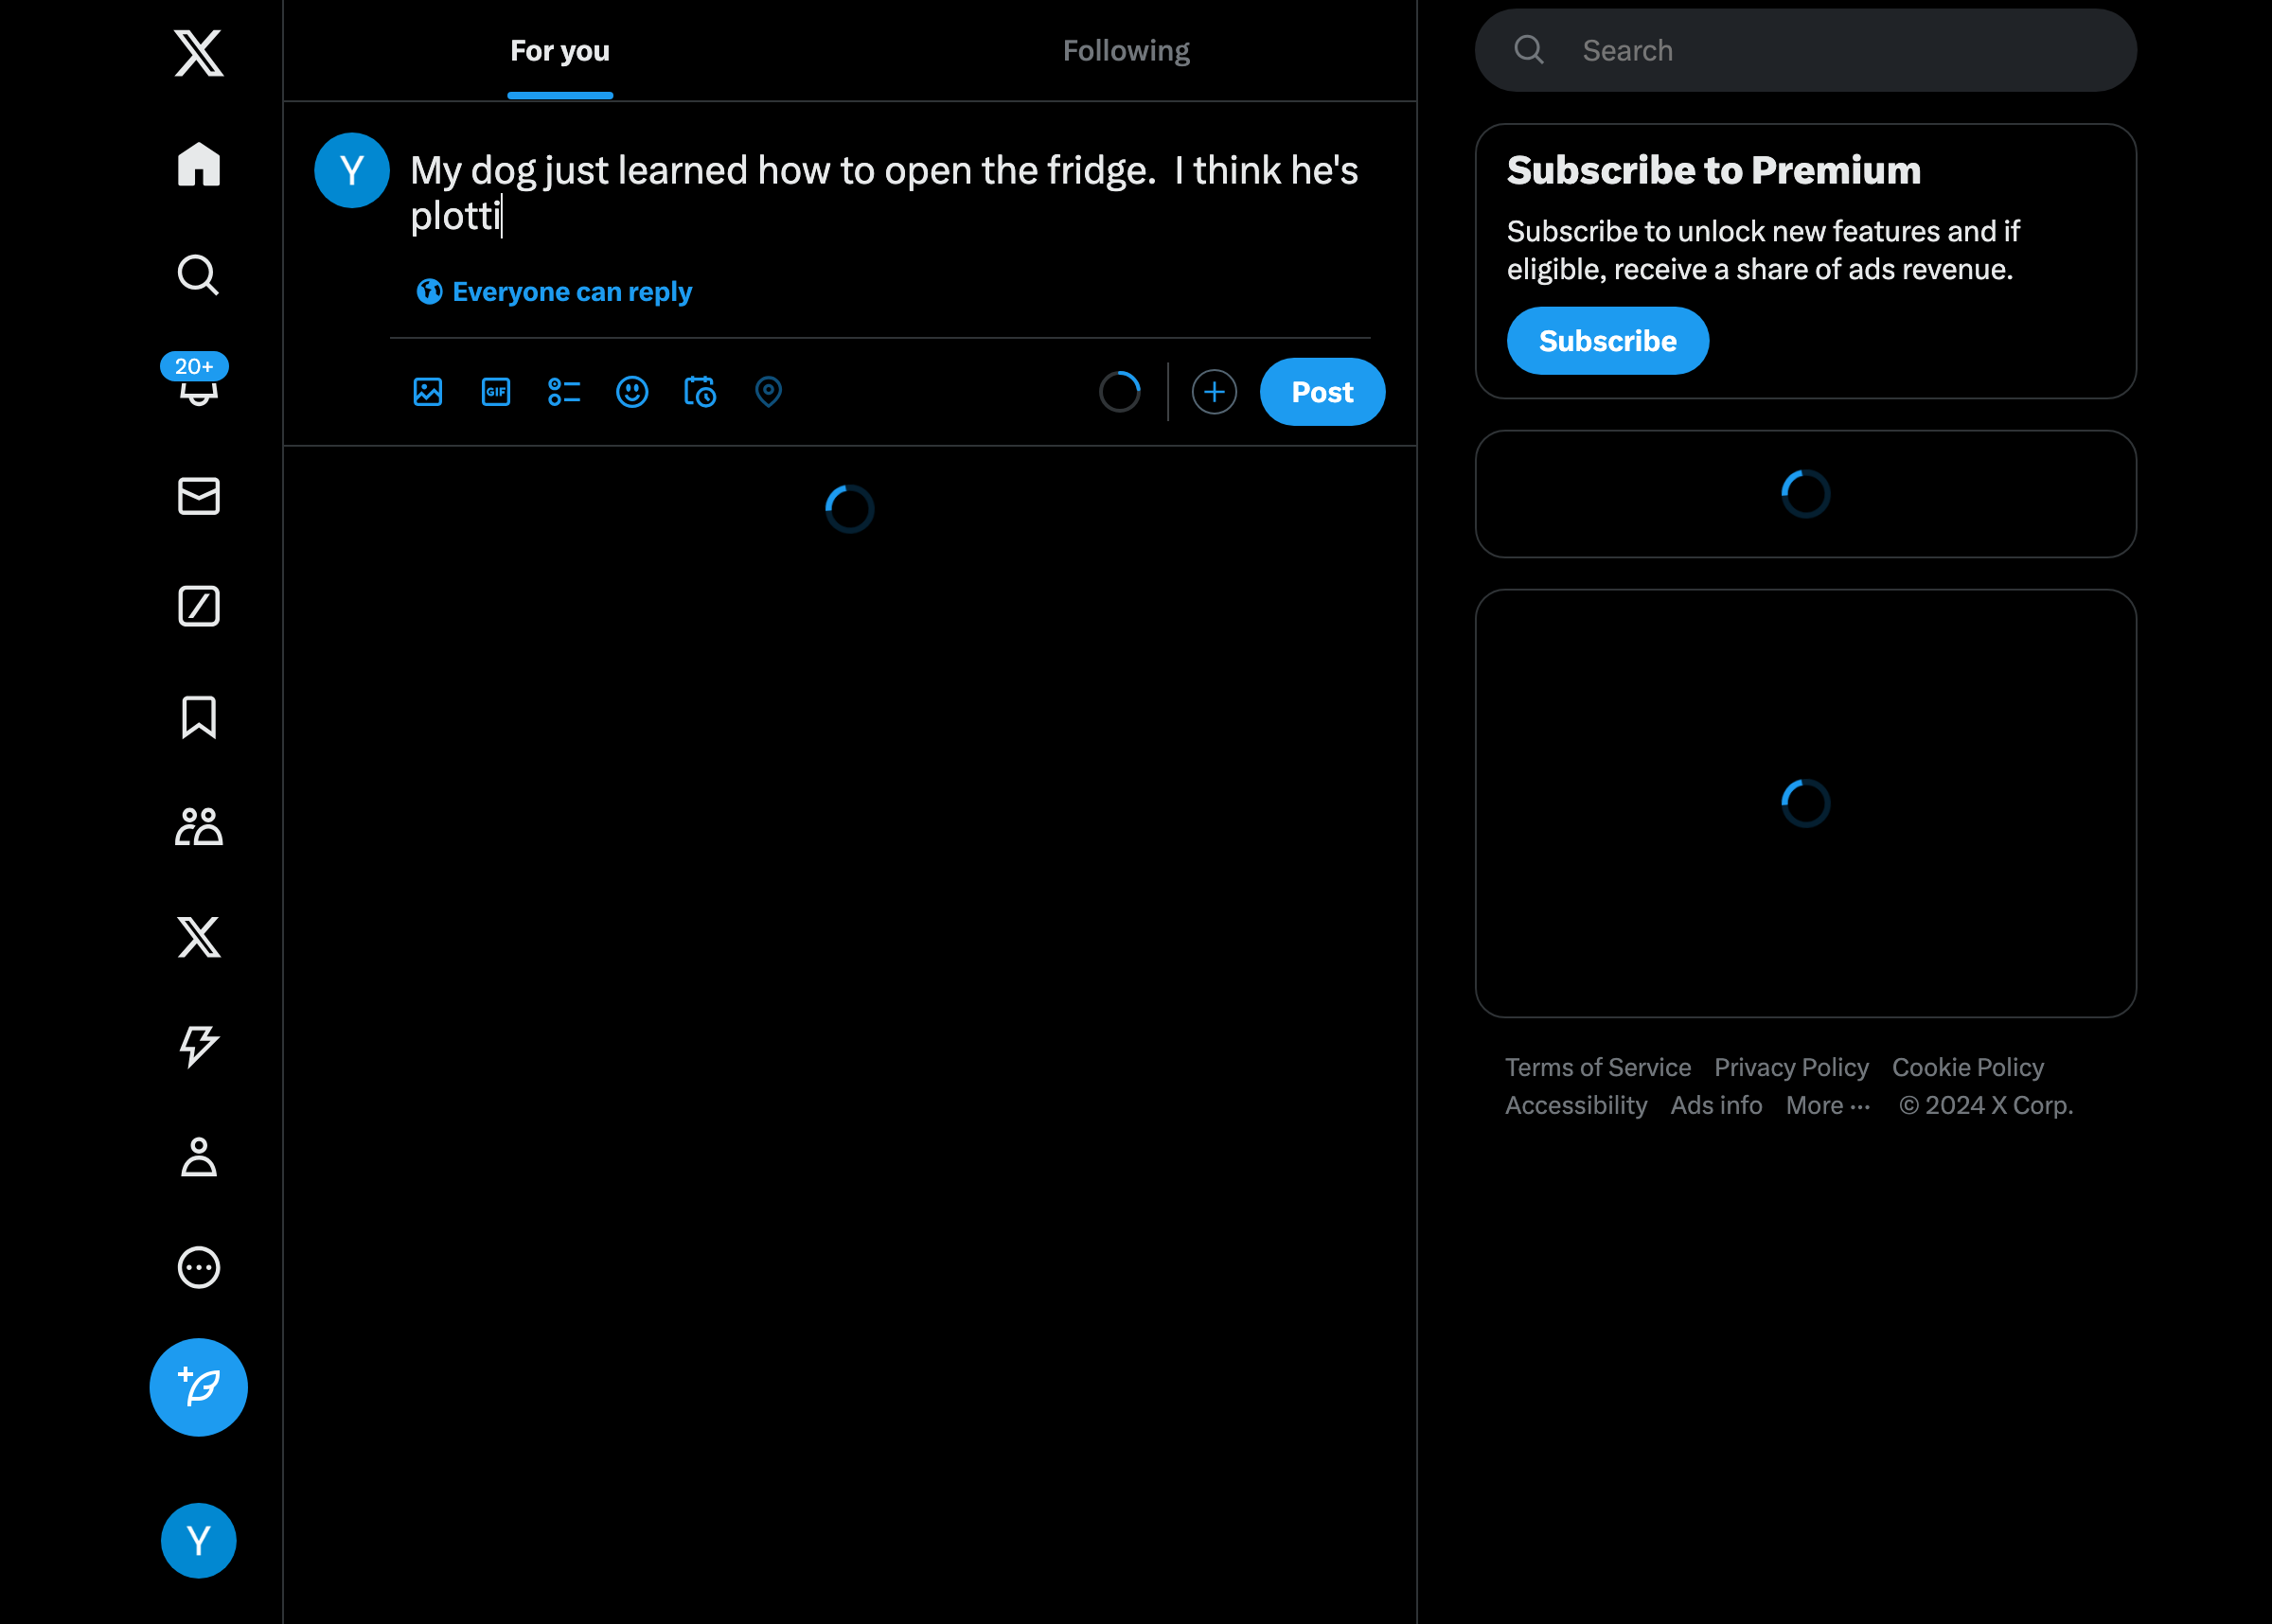 For you
Following
Y
My dog just learned how to open the fridge.  I think he's
plotti
Everyone can reply
GIF
Post
20+
Y
Search
Subscribe to Premium
Subscribe to unlock new features and if
eligible, receive a share of ads revenue.
Subscribe
Terms of Service Privacy Policy Cookie Policy
Accessibility Ads info More ... © 2024 X Corp.